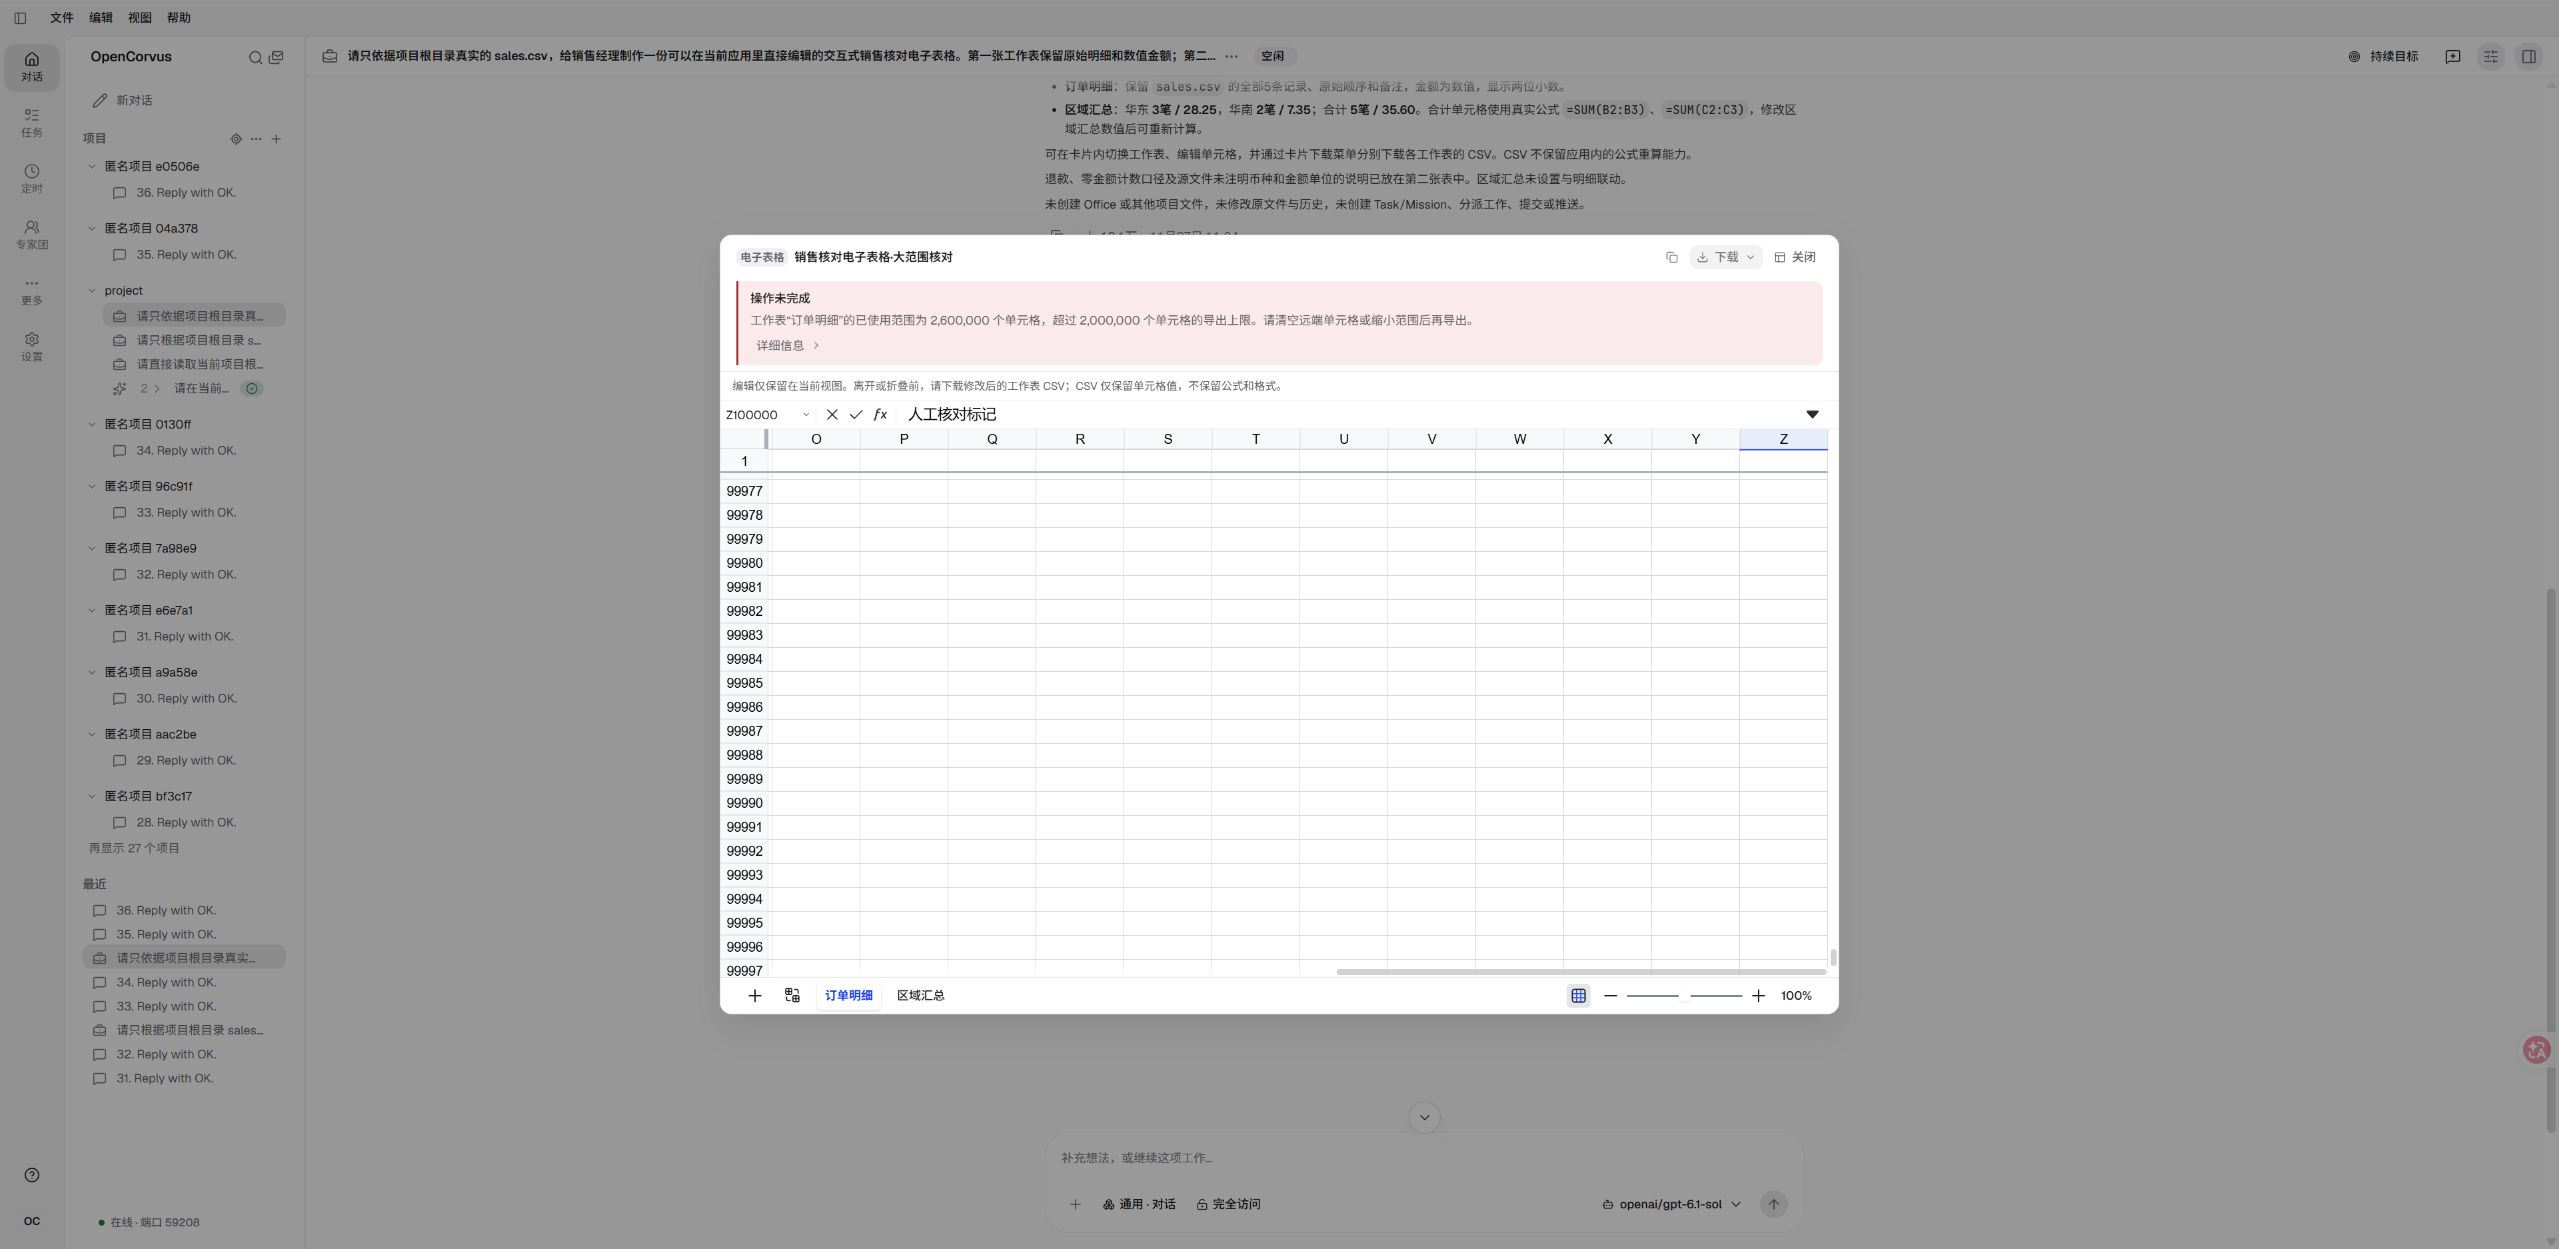 文件 编辑 视图 帮助
对话
任务
定时
专家团
更多
设置
OC
OpenCorvus
新对话
项目
匿名项目 e0506e
36. Reply with OK.
匿名项目 04a378
35. Reply with OK.
project
请只依据项目根目录真...
请只根据项目根目录 s...
请直接读取当前项目根...
2 请在当前...
匿名项目 0130ff
34. Reply with OK.
匿名项目 96c91f
33. Reply with OK.
匿名项目 7a98e9
32. Reply with OK.
匿名项目 e6e7a1
31. Reply with OK.
匿名项目 a9a58e
30. Reply with OK.
匿名项目 aac2be
29. Reply with OK.
匿名项目 bf3c17
28. Reply with OK.
再显示 27 个项目
最近
36. Reply with OK.
35. Reply with OK.
请只依据项目根目录真实...
34. Reply with OK.
33. Reply with OK.
请只根据项目根目录 sales...
32. Reply with OK.
31. Reply with OK.
在线 · 端口 59208
请只依据项目根目录真实的 sales.csv，给销售经理制作一份可以在当前应用里直接编辑的交互式销售核对电子表格。第一张工作表保留原始明细和数值金额；第二... ··· 空闲
持续目标
• 订单明细：保留 sales.csv 的全部5条记录、原始顺序和备注，金额为数值，显示两位小数。
• 区域汇总：华东 3笔 / 28.25，华南 2笔 / 7.35；合计 5笔 / 35.60。合计单元格使用真实公式 =SUM(B2:B3)、 =SUM(C2:C3)，修改区
域汇总数值后可重新计算。
可在卡片内切换工作表、编辑单元格，并通过卡片下载菜单分别下载各工作表的 CSV。CSV 不保留应用内的公式重算能力。
退款、零金额计数口径及源文件未注明币种和金额单位的说明已放在第二张表中。区域汇总未设置与明细联动。
未创建 Office 或其他项目文件，未修改原文件与历史，未创建 Task/Mission、分派工作、提交或推送。
电子表格 销售核对电子表格·大范围核对
下载 关闭
操作未完成
工作表“订单明细”的已使用范围为 2,600,000 个单元格，超过 2,000,000 个单元格的导出上限。请清空远端单元格或缩小范围后再导出。
详细信息
编辑仅保留在当前视图。离开或折叠前，请下载修改后的工作表 CSV；CSV 仅保留单元格值，不保留公式和格式。
Z100000 fx 人工核对标记
O P Q R S T U V W X Y Z
1
99977
99978
99979
99980
99981
99982
99983
99984
99985
99986
99987
99988
99989
99990
99991
99992
99993
99994
99995
99996
99997
订单明细 区域汇总 100%
补充想法，或继续这项工作...
通用 · 对话 完全访问 openai/gpt-6.1-sol